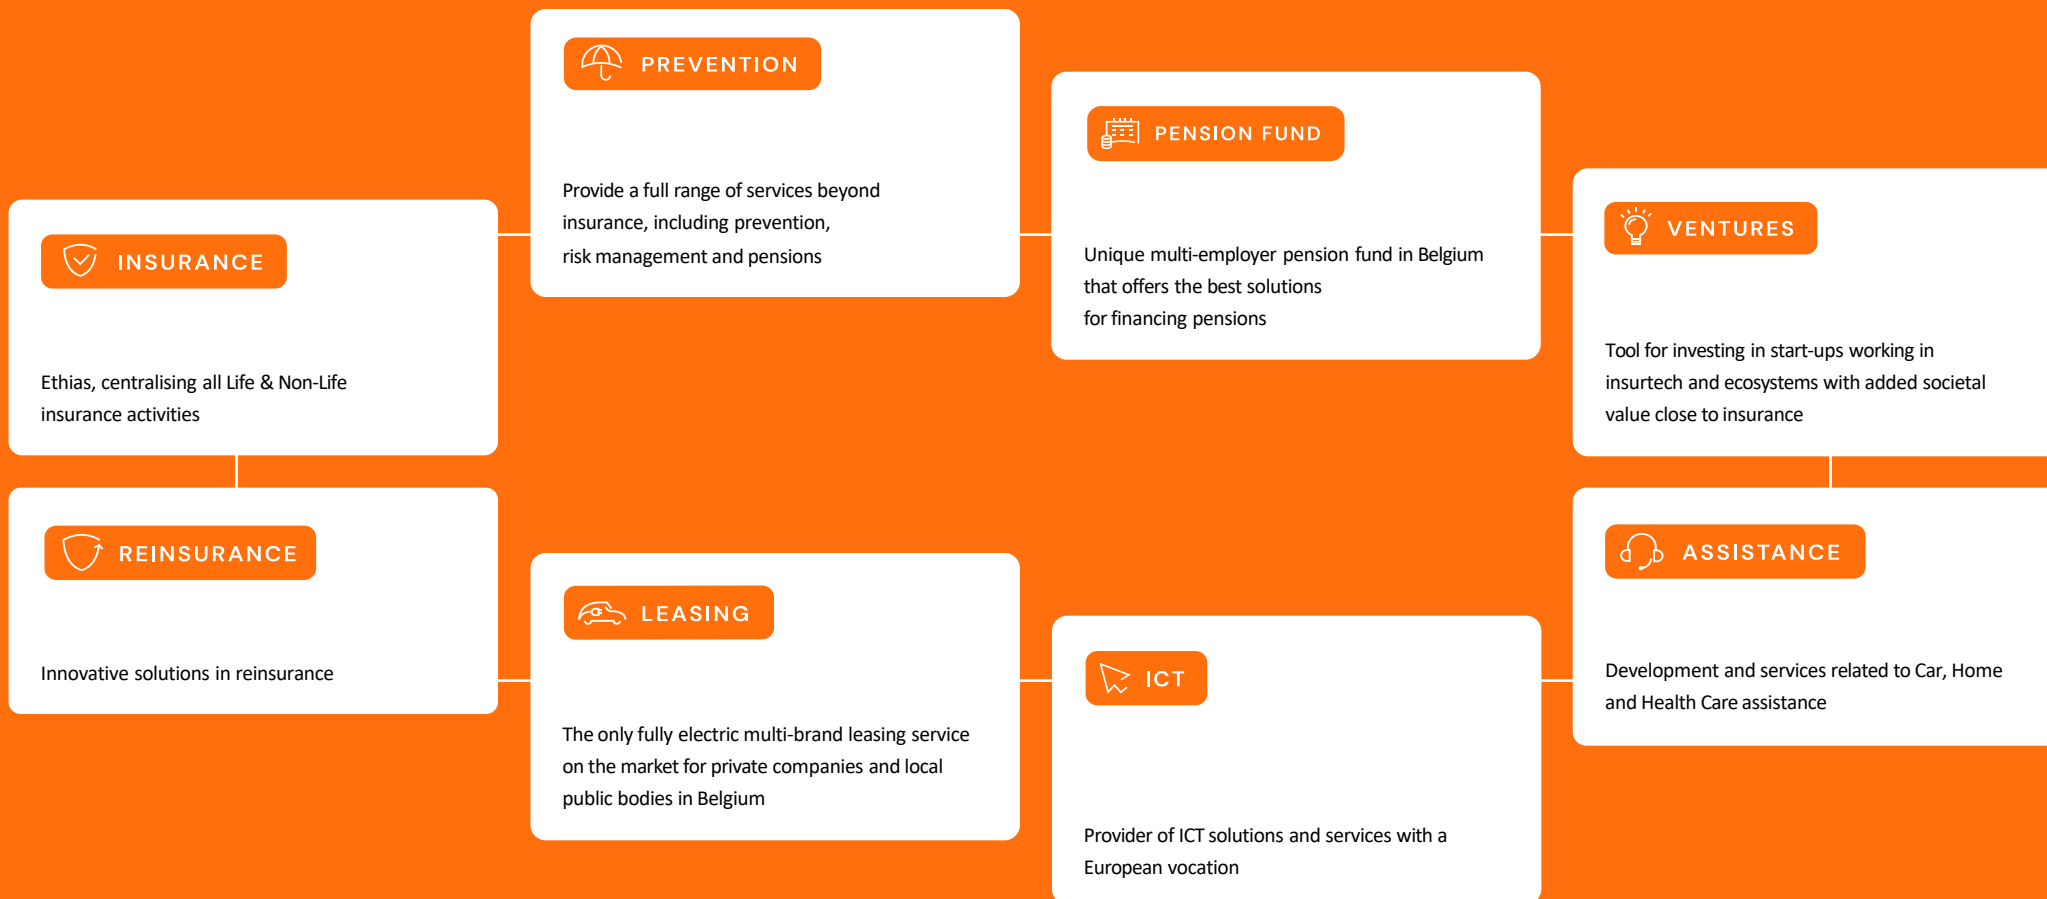 PREVENTION
Provide a full range of services beyond
insurance, including prevention,
risk management and pensions
PENSION FUND
Unique multi-employer pension fund in Belgium
that offers the best solutions
for financing pensions
VENTURES
Tool for investing in start-ups working in
insurtech and ecosystems with added societal
value close to insurance
INSURANCE
Ethias, centralising all Life & Non-Life
insurance activities
REINSURANCE
Innovative solutions in reinsurance
LEASING
The only fully electric multi-brand leasing service
on the market for private companies and local
public bodies in Belgium
ICT
Provider of ICT solutions and services with a
European vocation
ASSISTANCE
Development and services related to Car, Home
and Health Care assistance